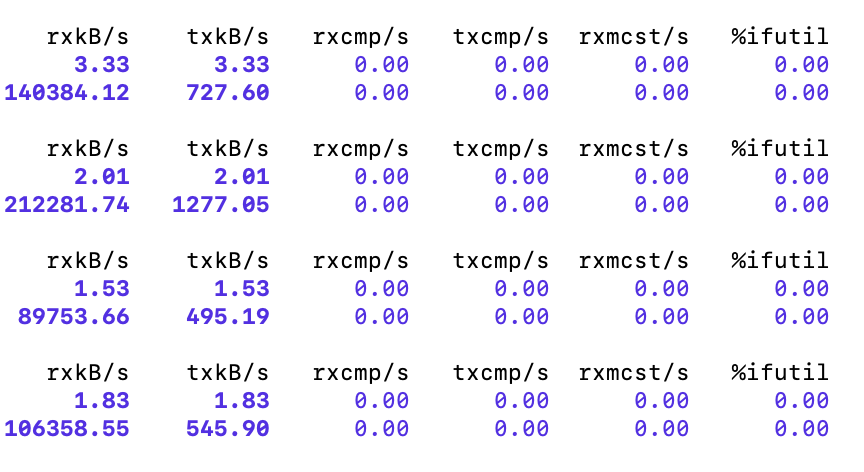 rxkB/s txkB/s rxcmp/s txcmp/s rxmcst/s %ifutil
3.33 3.33 0.00 0.00 0.00 0.00
140384.12 727.60 0.00 0.00 0.00 0.00
rxkB/s txkB/s rxcmp/s txcmp/s rxmcst/s %ifutil
2.01 2.01 0.00 0.00 0.00 0.00
212281.74 1277.05 0.00 0.00 0.00 0.00
rxkB/s txkB/s rxcmp/s txcmp/s rxmcst/s %ifutil
1.53 1.53 0.00 0.00 0.00 0.00
89753.66 495.19 0.00 0.00 0.00 0.00
rxkB/s txkB/s rxcmp/s txcmp/s rxmcst/s %ifutil
1.83 1.83 0.00 0.00 0.00 0.00
106358.55 545.90 0.00 0.00 0.00 0.00